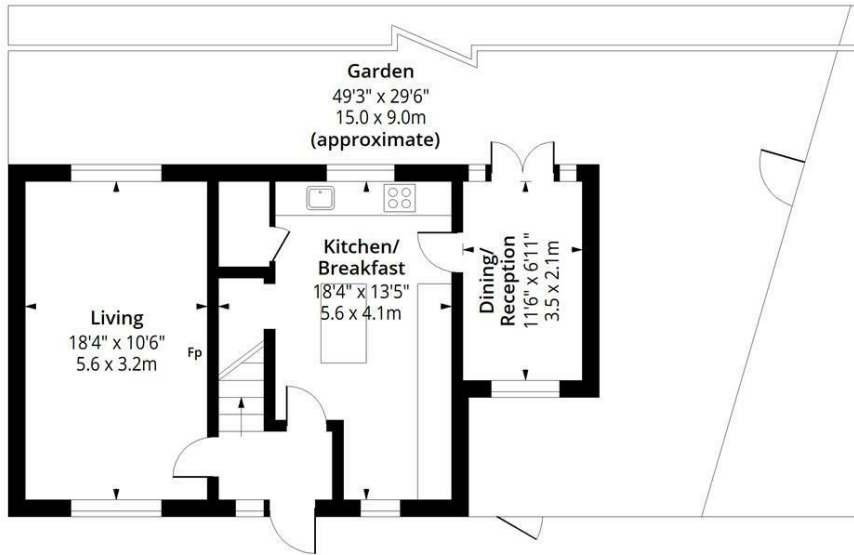 Garden
49'3" x 29'6"
15.0 x 9.0m
(approximate)
Living
18'4" x 10'6"
5.6 x 3.2m
Fp
Kitchen/
Breakfast
18'4" x 13'5"
5.6 x 4.1m
Dining/
Reception
11'6" x 6'11"
3.5 x 2.1m